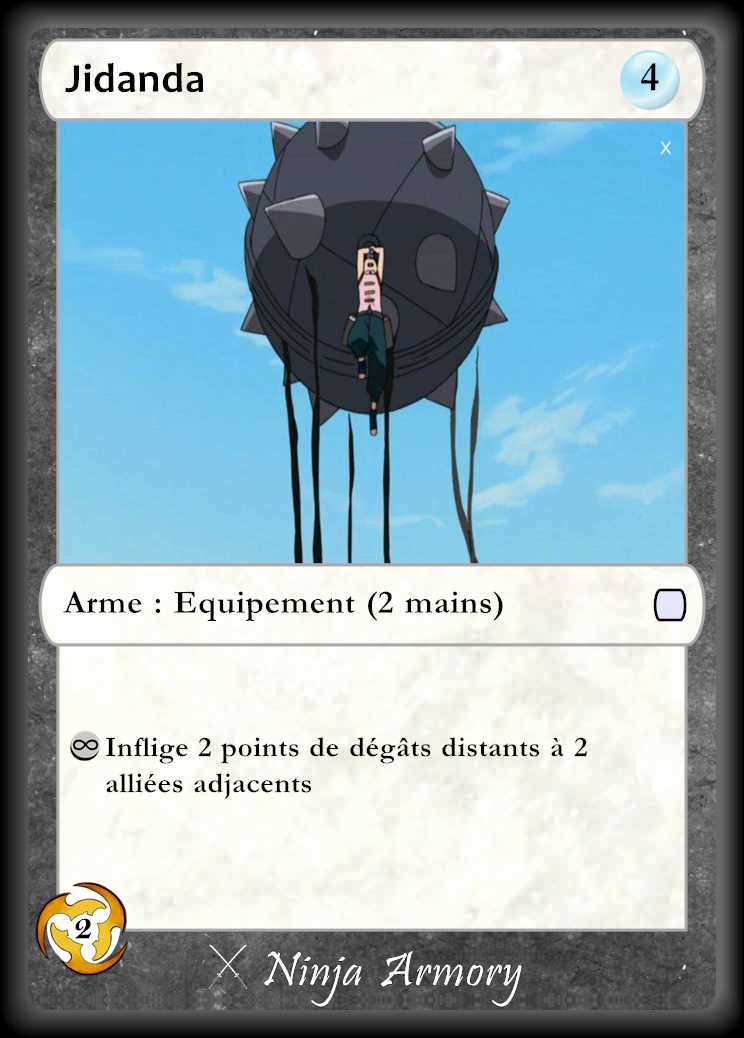 Jidanda
4
X
Arme : Equipement (2 mains)
∞ Inflige 2 points de dégâts distants à 2
alliées adjacents
2
Ninja Armory